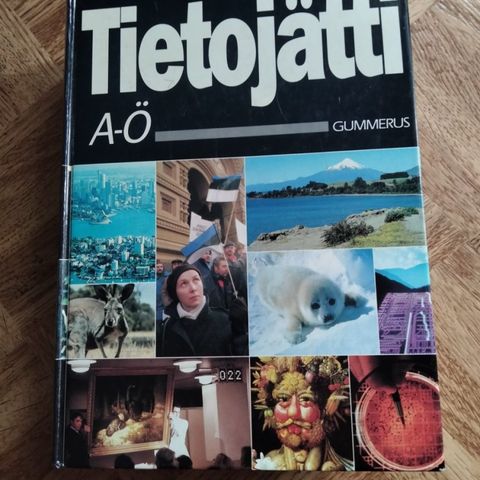 Tietojätti
A-Ö
GUMMERUS
022